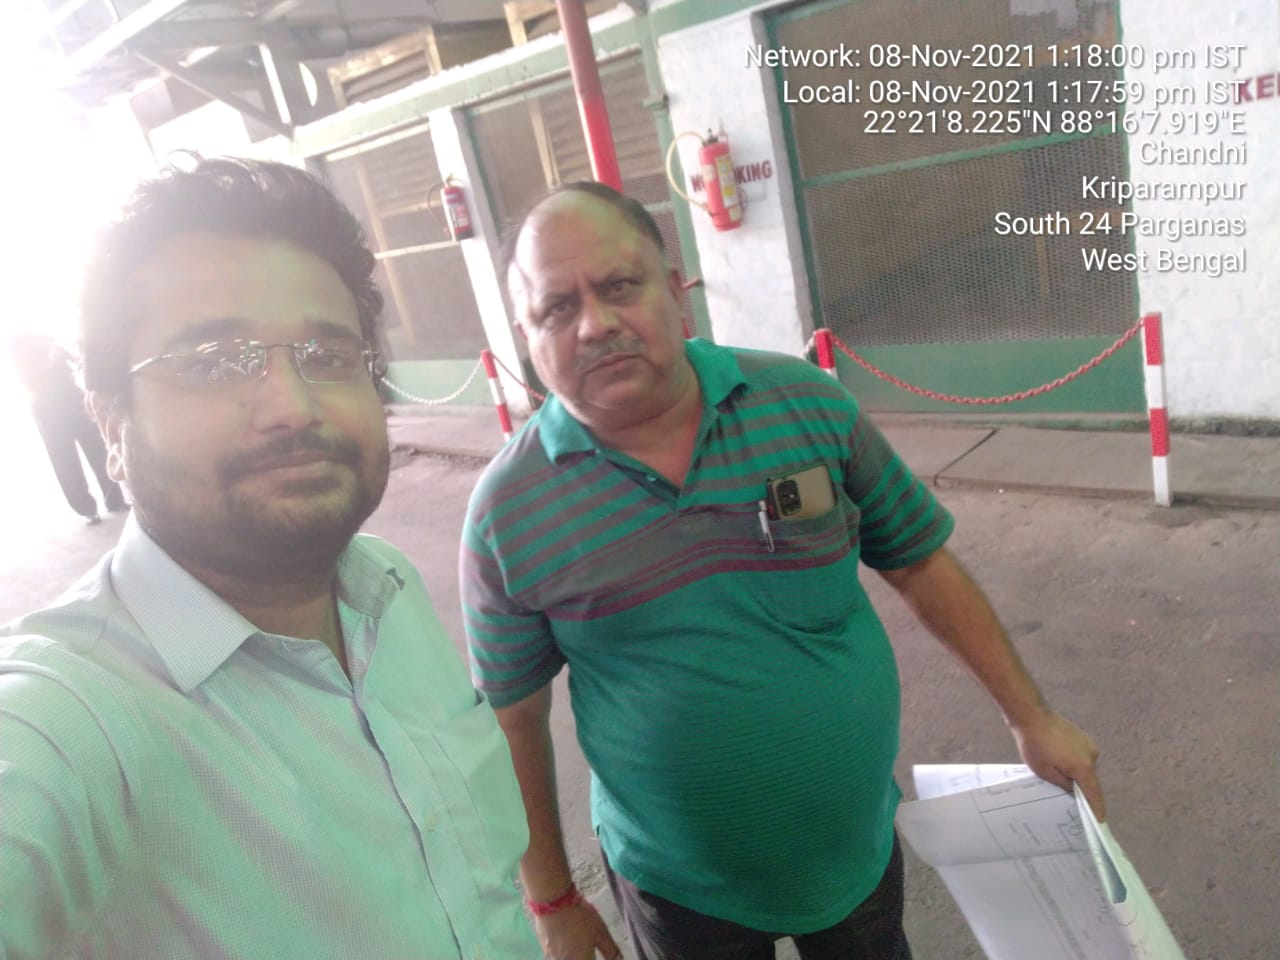 Network: 08-Nov-2021 1:18:00 pm IST
Local: 08-Nov-2021 1:17:59 pm IST
22°21'8.225"N 88°16'7.919"E
Chandni
Kriparampur
South 24 Parganas
West Bengal